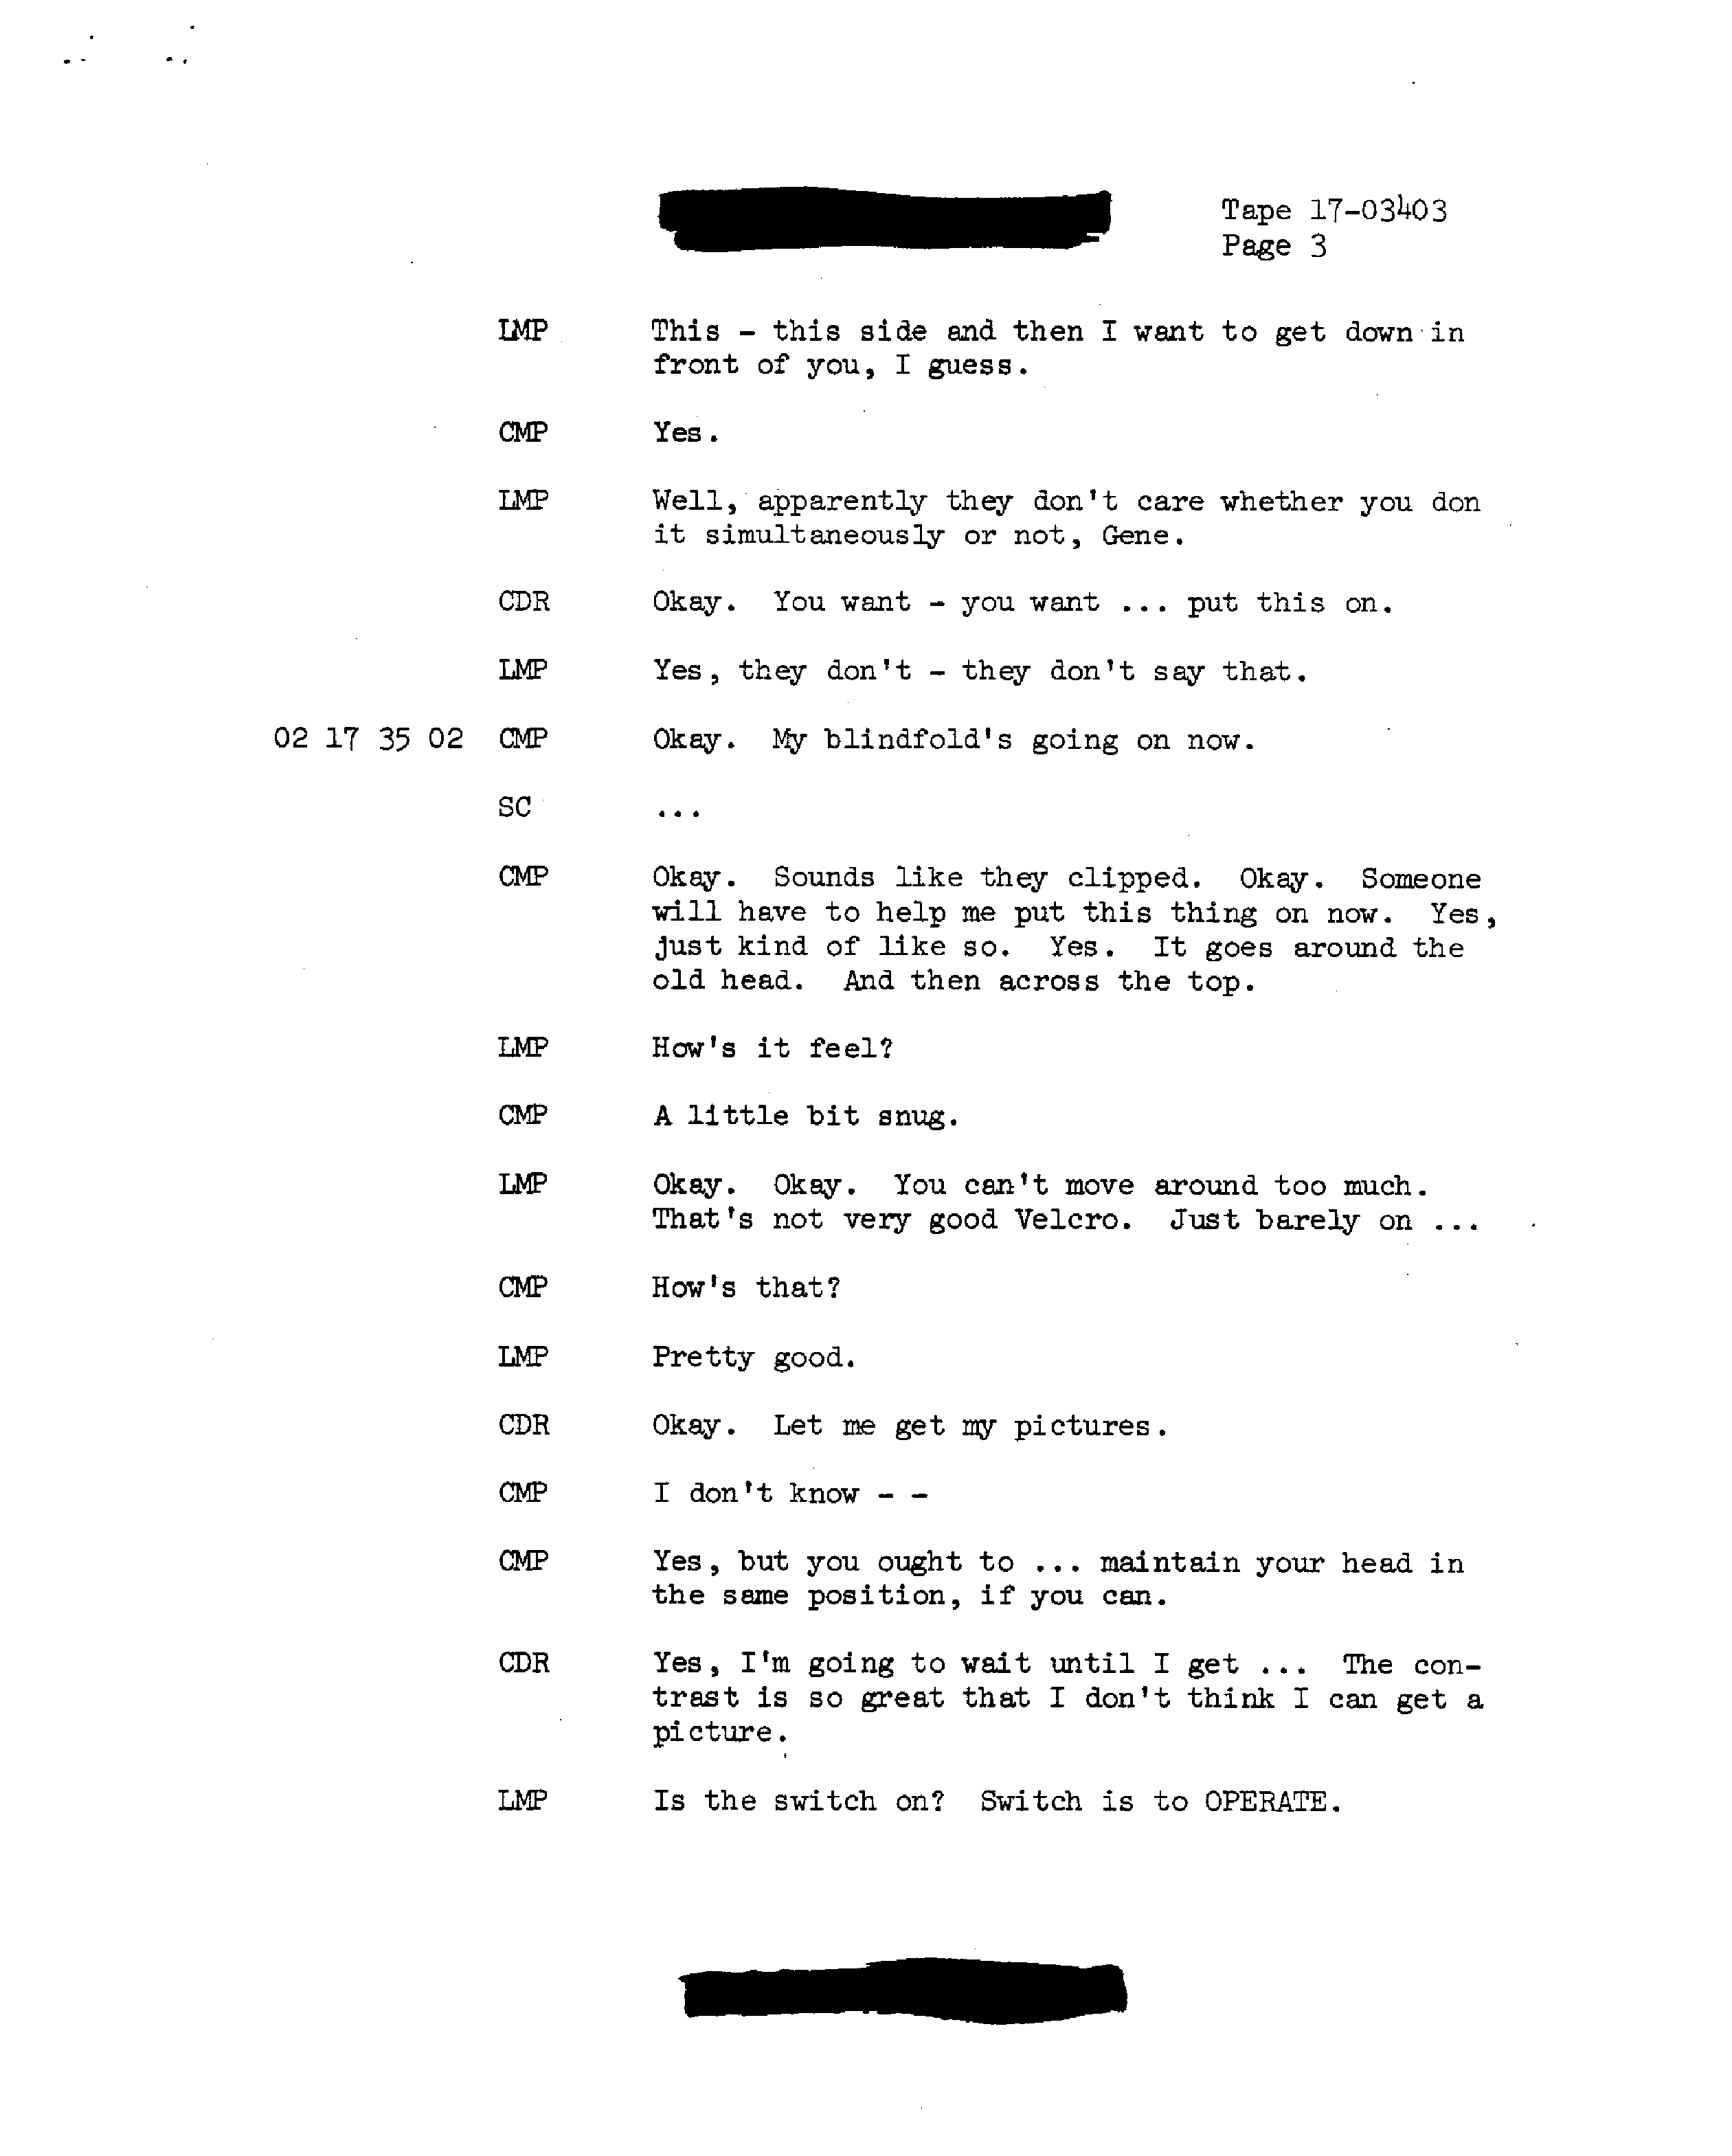 Tape 17-03403
Page 3
LMP This - this side and then I want to get down in
front of you, I guess.
CMP Yes.
LMP Well, apparently they don't care whether you don
it simultaneously or not, Gene.
CDR Okay. You want - you want ... put this on.
LMP Yes, they don't - they don't say that.
02 17 35 02 CMP Okay. My blindfold's going on now.
SC ...
CMP Okay. Sounds like they clipped. Okay. Someone
will have to help me put this thing on now. Yes,
just kind of like so. Yes. It goes around the
old head. And then across the top.
LMP How's it feel?
CMP A little bit snug.
LMP Okay. Okay. You can't move around too much.
That's not very good Velcro. Just barely on ...
CMP How's that?
LMP Pretty good.
CDR Okay. Let me get my pictures.
CMP I don't know - -
CMP Yes, but you ought to ... maintain your head in
the same position, if you can.
CDR Yes, I'm going to wait until I get ... The con-
trast is so great that I don't think I can get a
picture.
LMP Is the switch on? Switch is to OPERATE.